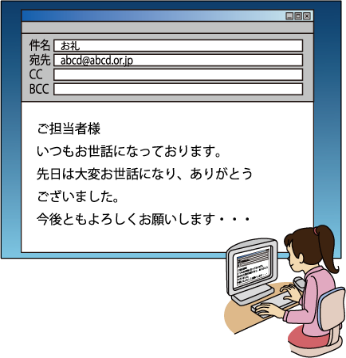 件名 お礼
宛先 abcd@abcd.or.jp
CC
BCC
ご担当者様
いつもお世話になっております。
先日は大変お世話になり、ありがとう
ございました。
今後ともよろしくお願いします・・・